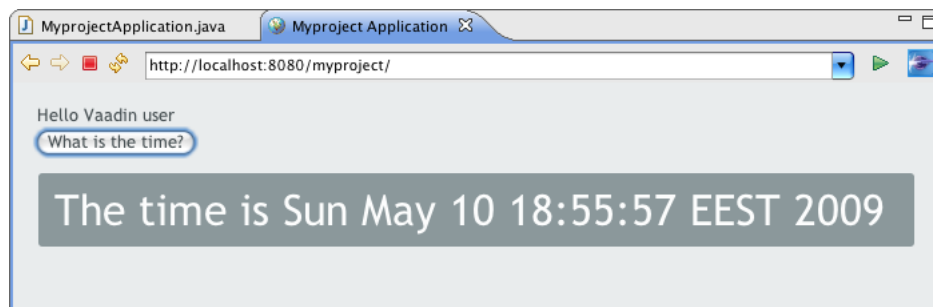 MyprojectApplication.java Myproject Application
http://localhost:8080/myproject/
Hello Vaadin user
What is the time?
The time is Sun May 10 18:55:57 EEST 2009